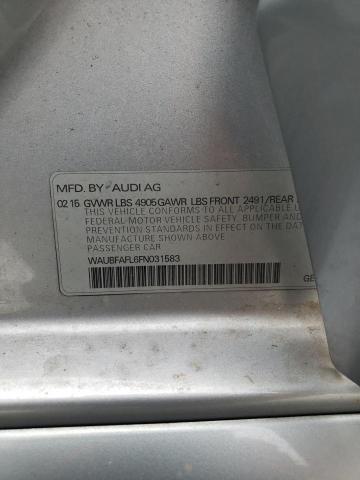 MFD. BY AUDI AG
02 15 GVWR LBS 4905 GAWR LBS FRONT 2491/REAR
THIS VEHICLE CONFORMS TO ALL APPLICABLE
FEDERAL MOTOR VEHICLE SAFETY, BUMPER AND
PREVENTION STANDARDS IN EFFECT ON THE DAT
MANUFACTURE SHOWN ABOVE
PASSENGER CAR
WAUBFAFL6FN031583
GE